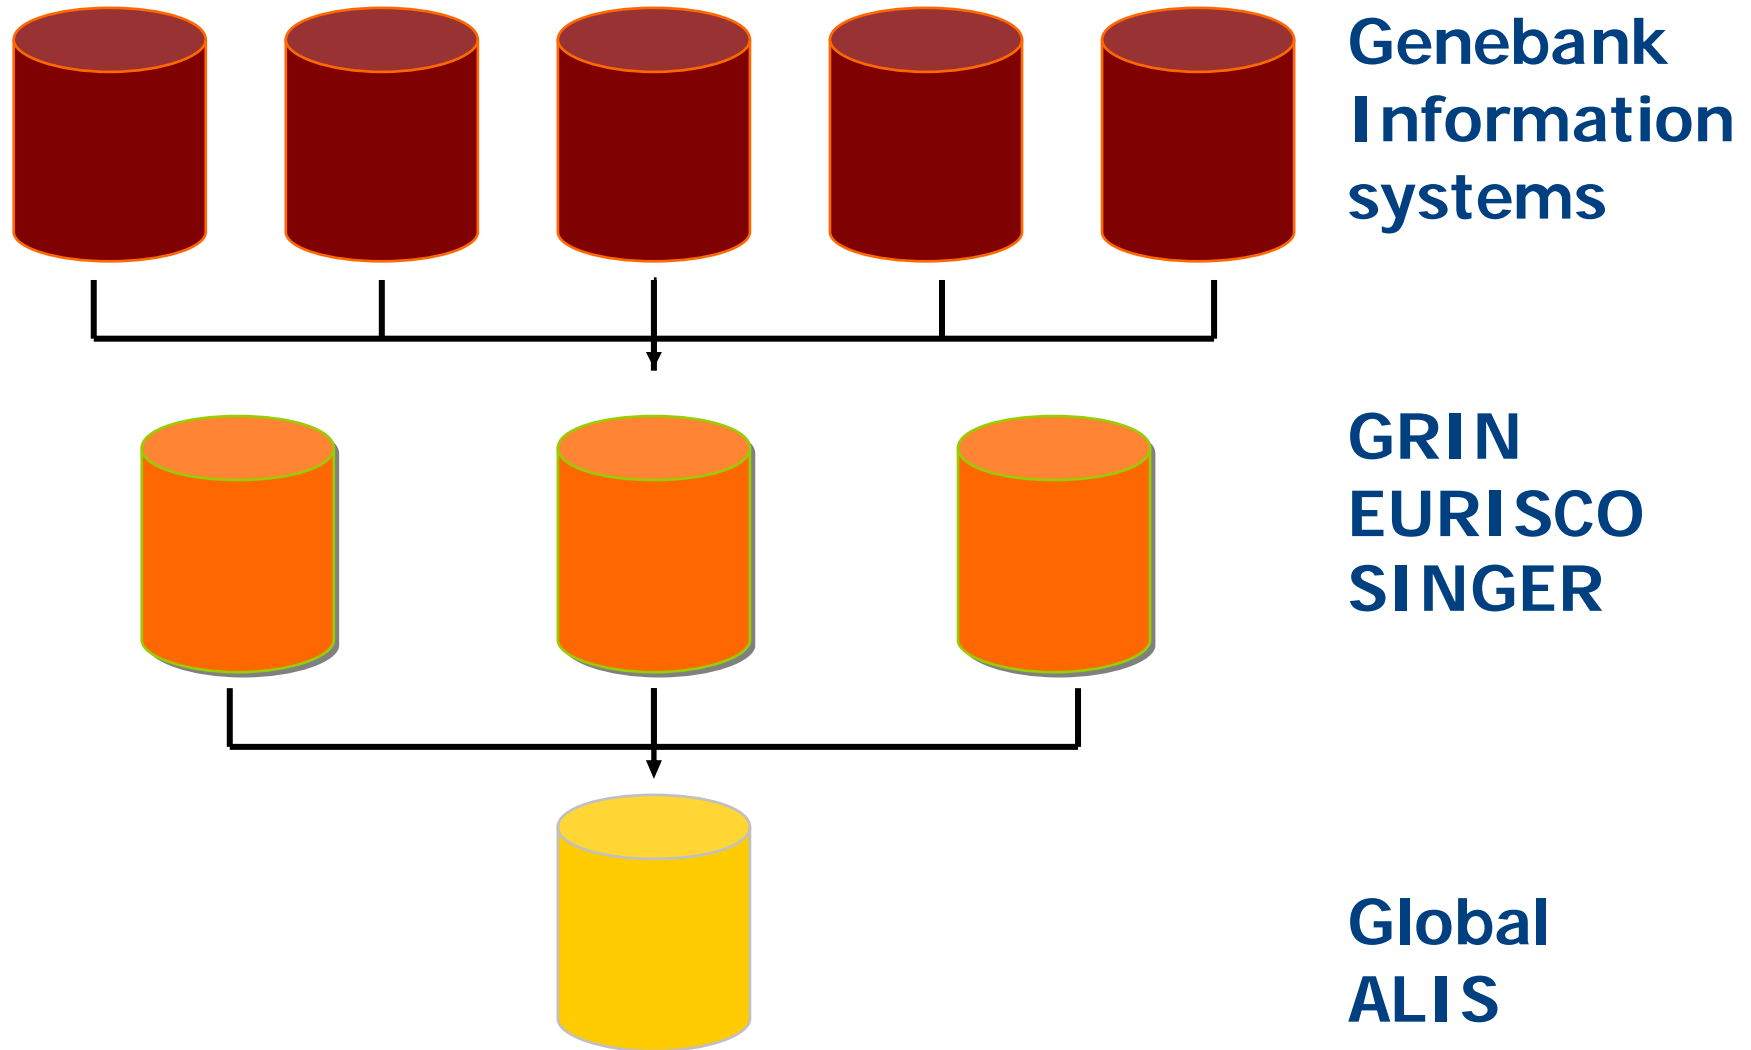 Genebank
Information
systems
GRIN
EURISCO
SINGER
Global
ALIS